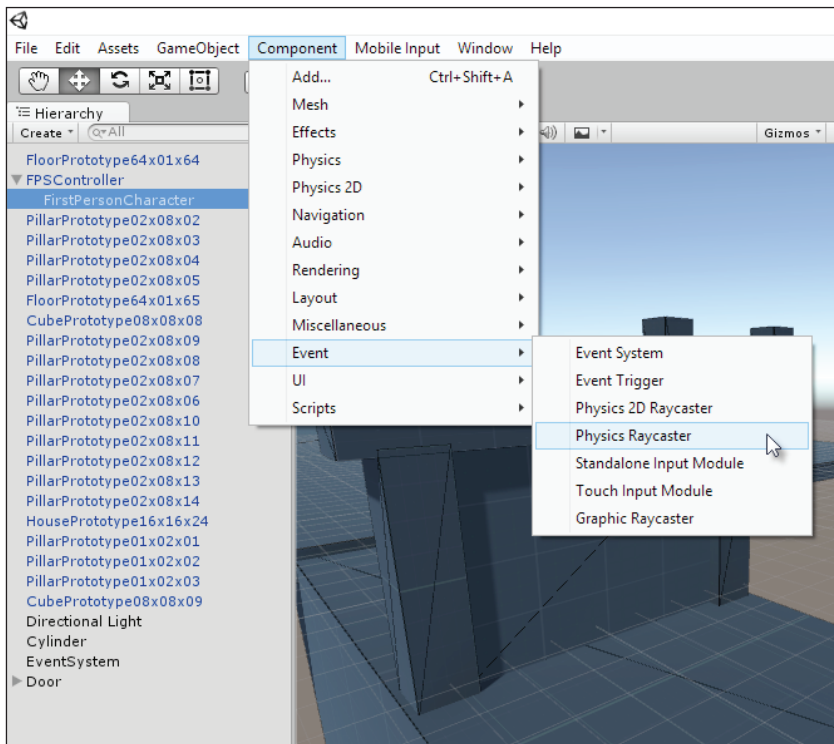 File Edit Assets GameObject Component Mobile Input Window Help
Add... Ctrl+Shift+A
Mesh
Effects
Physics
Physics 2D
Navigation
Audio
Rendering
Layout
Miscellaneous
Event
UI
Scripts
Event System
Event Trigger
Physics 2D Raycaster
Physics Raycaster
Standalone Input Module
Touch Input Module
Graphic Raycaster
Hierarchy
Create All
Gizmos
FloorPrototype64x01x64
FPSController
FirstPersonCharacter
PillarPrototype02x08x02
PillarPrototype02x08x03
PillarPrototype02x08x04
PillarPrototype02x08x05
FloorPrototype64x01x65
CubePrototype08x08x08
PillarPrototype02x08x09
PillarPrototype02x08x08
PillarPrototype02x08x07
PillarPrototype02x08x06
PillarPrototype02x08x10
PillarPrototype02x08x11
PillarPrototype02x08x12
PillarPrototype02x08x13
PillarPrototype02x08x14
HousePrototype16x16x24
PillarPrototype01x02x01
PillarPrototype01x02x02
PillarPrototype01x02x03
CubePrototype08x08x09
Directional Light
Cylinder
EventSystem
Door